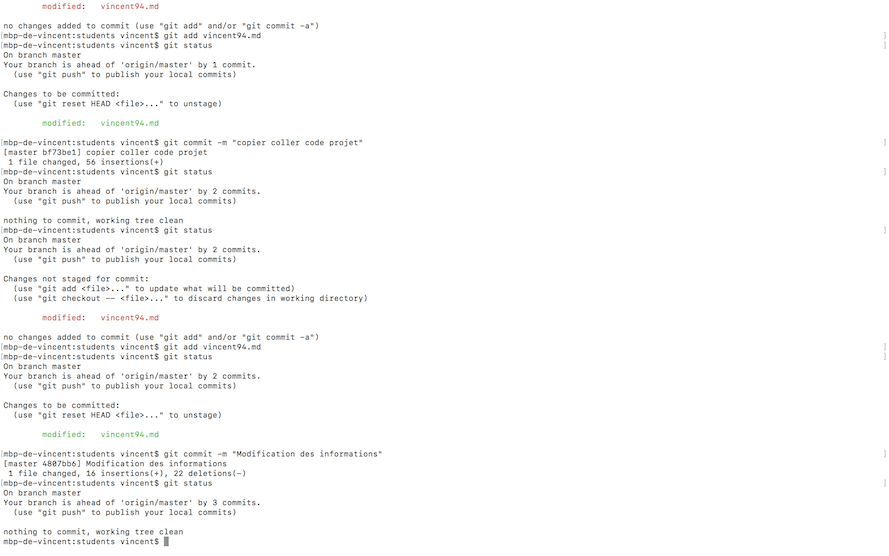 modified:   vincent94.md
no changes added to commit (use "git add" and/or "git commit -a")
[mbp-de-vincent:students vincent$ git add vincent94.md ]
[mbp-de-vincent:students vincent$ git status ]
On branch master
Your branch is ahead of 'origin/master' by 1 commit.
(use "git push" to publish your local commits)
Changes to be committed:
(use "git reset HEAD <file>..." to unstage)
modified:   vincent94.md
[mbp-de-vincent:students vincent$ git commit -m "copier coller code projet" ]
[master bf73be1] copier coller code projet
1 file changed, 56 insertions(+)
[mbp-de-vincent:students vincent$ git status ]
On branch master
Your branch is ahead of 'origin/master' by 2 commits.
(use "git push" to publish your local commits)
nothing to commit, working tree clean
[mbp-de-vincent:students vincent$ git status ]
On branch master
Your branch is ahead of 'origin/master' by 2 commits.
(use "git push" to publish your local commits)
Changes not staged for commit:
(use "git add <file>..." to update what will be committed)
(use "git checkout -- <file>..." to discard changes in working directory)
modified:   vincent94.md
no changes added to commit (use "git add" and/or "git commit -a")
[mbp-de-vincent:students vincent$ git add vincent94.md ]
[mbp-de-vincent:students vincent$ git status ]
On branch master
Your branch is ahead of 'origin/master' by 2 commits.
(use "git push" to publish your local commits)
Changes to be committed:
(use "git reset HEAD <file>..." to unstage)
modified:   vincent94.md
[mbp-de-vincent:students vincent$ git commit -m "Modification des informations" ]
[master 4807bb6] Modification des informations
1 file changed, 16 insertions(+), 22 deletions(-)
[mbp-de-vincent:students vincent$ git status ]
On branch master
Your branch is ahead of 'origin/master' by 3 commits.
(use "git push" to publish your local commits)
nothing to commit, working tree clean
mbp-de-vincent:students vincent$